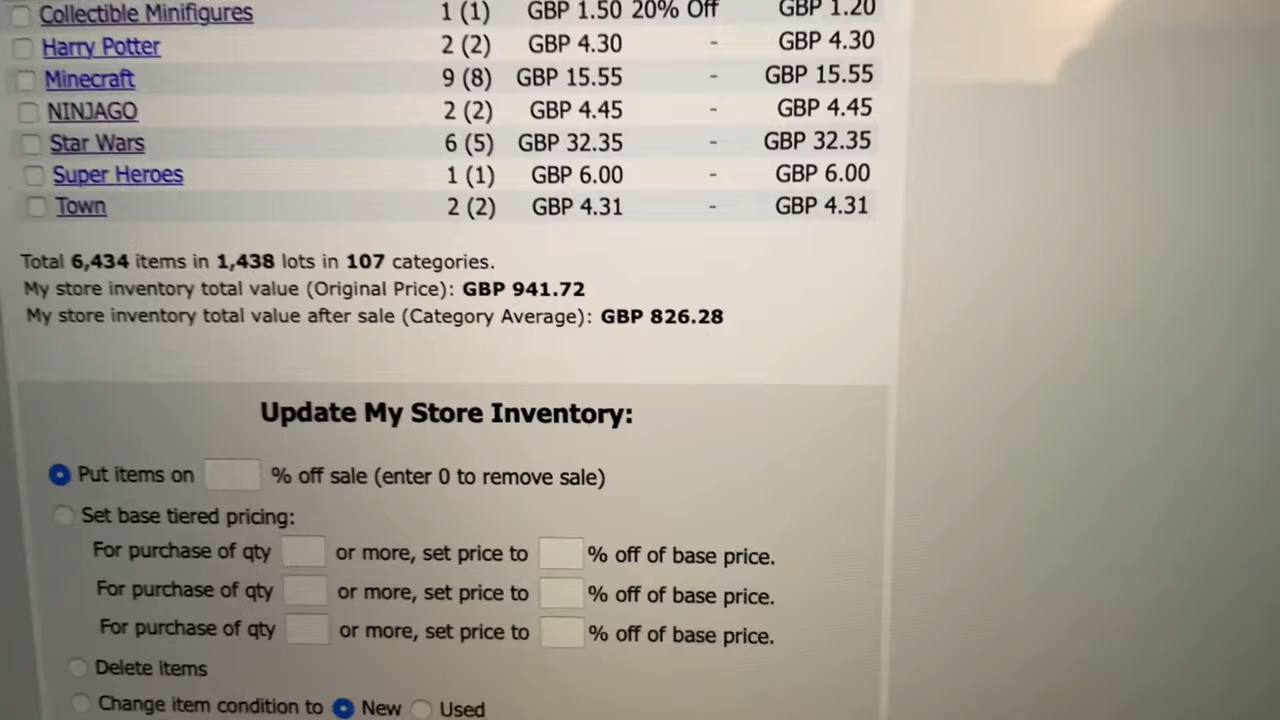 Collectible Minifigures 1 (1) GBP 1.50 20% Off GBP 1.20
Harry Potter 2 (2) GBP 4.30 - GBP 4.30
Minecraft 9 (8) GBP 15.55 - GBP 15.55
NINJAGO 2 (2) GBP 4.45 - GBP 4.45
Star Wars 6 (5) GBP 32.35 - GBP 32.35
Super Heroes 1 (1) GBP 6.00 - GBP 6.00
Town 2 (2) GBP 4.31 - GBP 4.31
Total 6,434 items in 1,438 lots in 107 categories.
My store inventory total value (Original Price): GBP 941.72
My store inventory total value after sale (Category Average): GBP 826.28
Update My Store Inventory:
Put items on % off sale (enter 0 to remove sale)
Set base tiered pricing:
For purchase of qty or more, set price to % off of base price.
For purchase of qty or more, set price to % off of base price.
For purchase of qty or more, set price to % off of base price.
Delete items
Change item condition to New Used